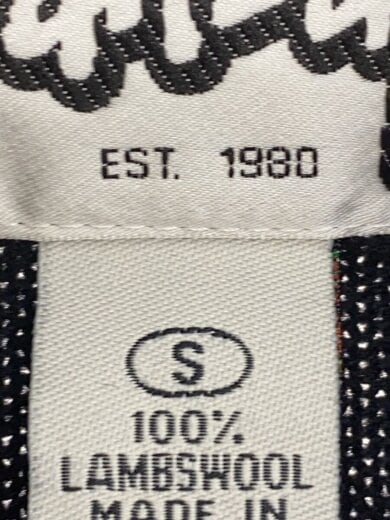 EST. 1980
S
100%
LAMBSWOOL
MADE IN